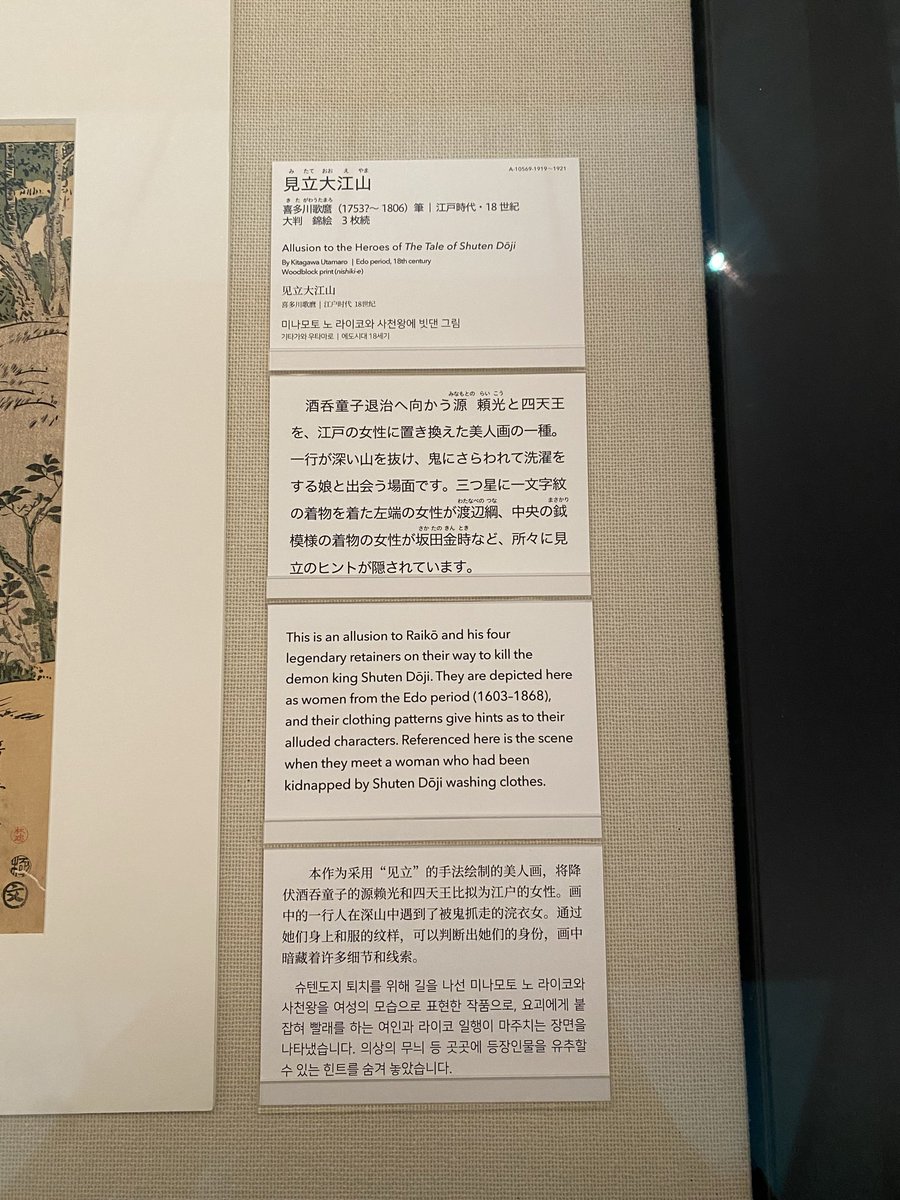 み たて おお え やま
見立大江山
A-10569-1919～1921
き た がわうたまろ
喜多川歌麿（1753?～ 1806）筆｜江戸時代・18 世紀
大判　錦絵　3 枚続
Allusion to the Heroes of The Tale of Shuten Dōji
By Kitagawa Utamaro | Edo period, 18th century
Woodblock print (nishiki-e)
见立大江山
喜多川歌麿｜江户时代 18世纪
미나모토 노 라이코와 사천왕에 빗댄 그림
기타가와 우타마로｜에도시대 18세기
みなもとの らい こう
酒呑童子退治へ向かう源 頼光と四天王
を、江戸の女性に置き換えた美人画の一種。
一行が深い山を抜け、鬼にさらわれて洗濯を
する娘と出会う場面です。三つ星に一文字紋
わたなべの つな まさかり
の着物を着た左端の女性が渡辺綱、中央の鉞
さか たの きん とき
模様の着物の女性が坂田金時など、所々に見
立のヒントが隠されています。
This is an allusion to Raikō and his four
legendary retainers on their way to kill the
demon king Shuten Dōji. They are depicted here
as women from the Edo period (1603–1868),
and their clothing patterns give hints as to their
alluded characters. Referenced here is the scene
when they meet a woman who had been
kidnapped by Shuten Dōji washing clothes.
本作为采用“见立”的手法绘制的美人画，将降
伏酒呑童子的源赖光和四天王比拟为江户的女性。画
中的一行人在深山中遇到了被鬼抓走的浣衣女。通过
她们身上和服的纹样，可以判断出她们的身份，画中
暗藏着许多细节和线索。
슈텐도지 퇴치를 위해 길을 나선 미나모토 노 라이코와
사천왕을 여성의 모습으로 표현한 작품으로, 요괴에게 붙
잡혀 빨래를 하는 여인과 라이코 일행이 마주치는 장면을
나타냈습니다. 의상의 무늬 등 곳곳에 등장인물을 유추할
수 있는 힌트를 숨겨 놓았습니다.
極